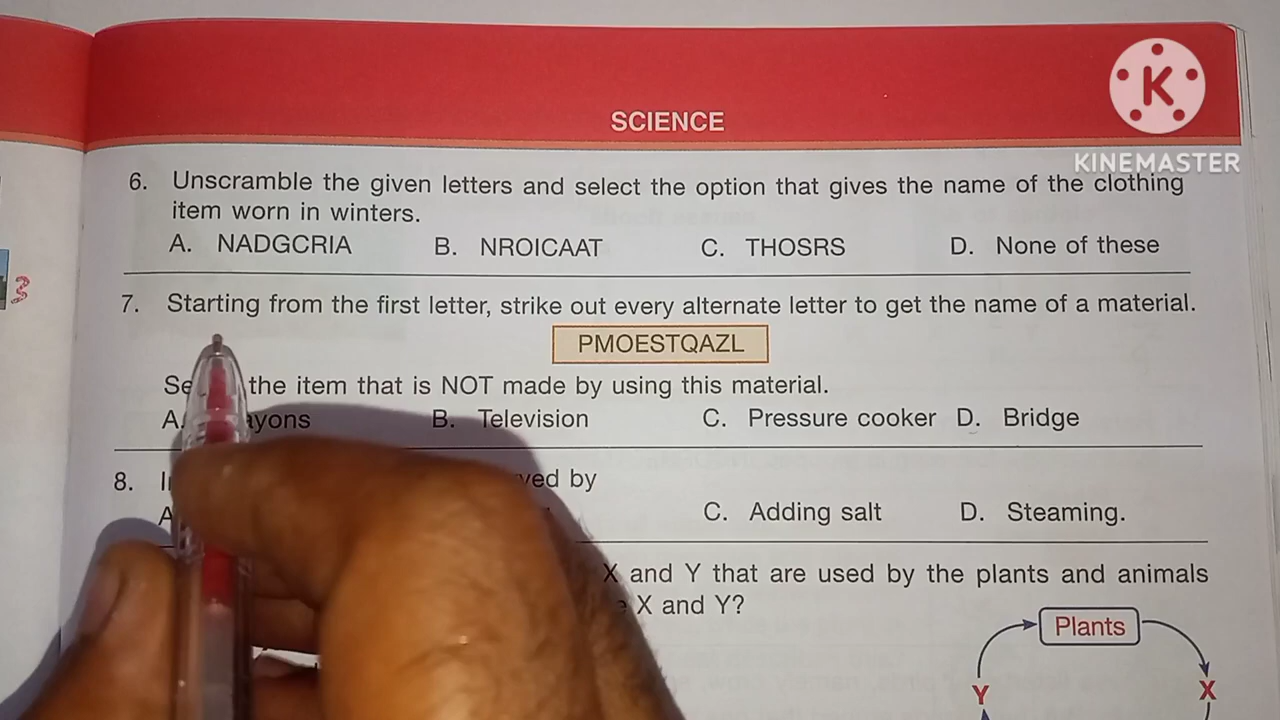 SCIENCE
K
KINEMASTER
6. Unscramble the given letters and select the option that gives the name of the clothing
item worn in winters.
A. NADGCRIA B. NROICAAT C. THOSRS D. None of these
3
7. Starting from the first letter, strike out every alternate letter to get the name of a material.
PMOESTQAZL
the item that is NOT made by using this material.
A. B. Television C. Pressure cooker D. Bridge
8. by
C. Adding salt D. Steaming.
X and Y that are used by the plants and animals
X and Y?
Plants
Y X